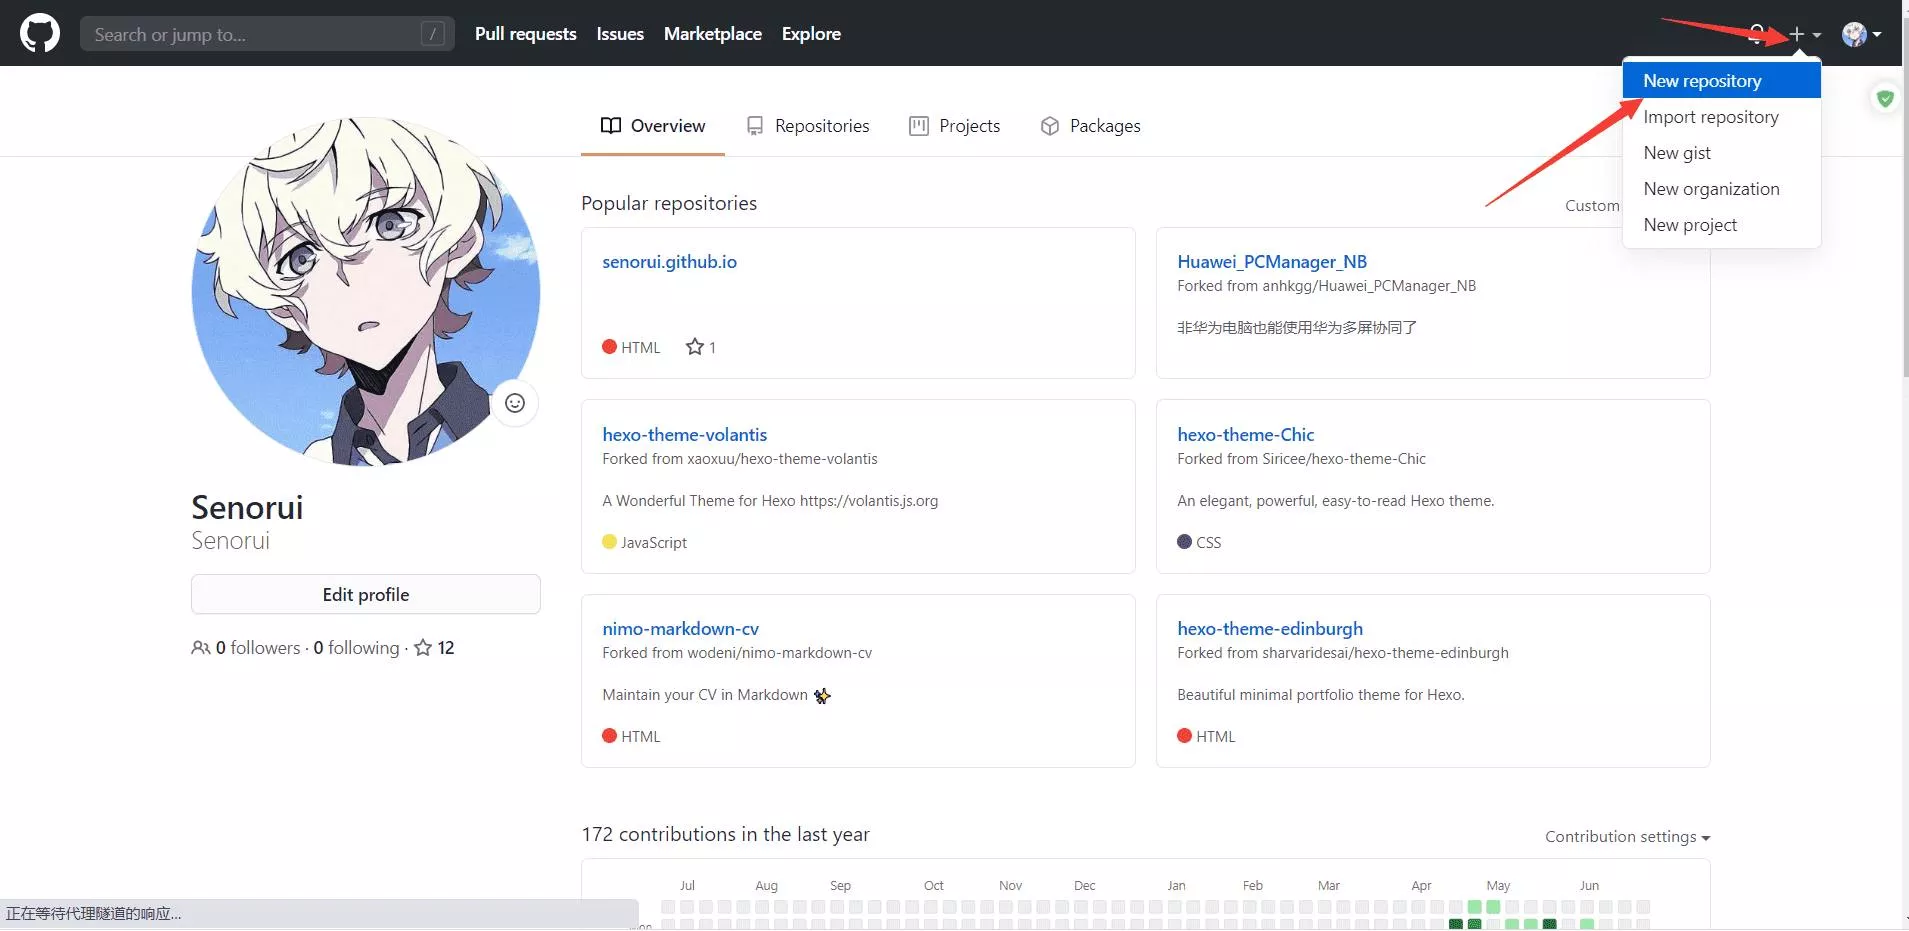 Search or jump to...
/
Pull requests
Issues
Marketplace
Explore
New repository
Import repository
New gist
New organization
New project
Overview
Repositories
Projects
Packages
Popular repositories
Custom
senorui.github.io
HTML
1
Huawei_PCManager_NB
Forked from anhkgg/Huawei_PCManager_NB
非华为电脑也能使用华为多屏协同了
hexo-theme-volantis
Forked from xaoxuu/hexo-theme-volantis
A Wonderful Theme for Hexo https://volantis.js.org
JavaScript
hexo-theme-Chic
Forked from Siricee/hexo-theme-Chic
An elegant, powerful, easy-to-read Hexo theme.
CSS
Senorui
Senorui
Edit profile
0 followers · 0 following · 12
nimo-markdown-cv
Forked from wodeni/nimo-markdown-cv
Maintain your CV in Markdown ✨
HTML
hexo-theme-edinburgh
Forked from sharvaridesai/hexo-theme-edinburgh
Beautiful minimal portfolio theme for Hexo.
HTML
172 contributions in the last year
Contribution settings
Jul Aug Sep Oct Nov Dec Jan Feb Mar Apr May Jun
正在等待代理隧道的响应...